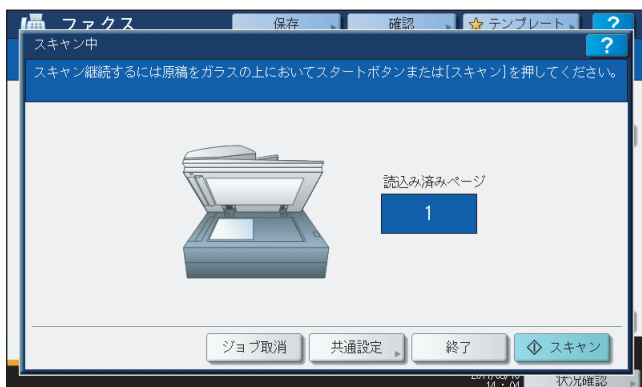 ファクス
保存
確認
テンプレート
?
スキャン中
?
スキャン継続するには原稿をガラスの上においてスタートボタンまたは[スキャン]を押してください。
読込み済みページ
1
ジョブ取消
共通設定
終了
スキャン
14:04
状況確認